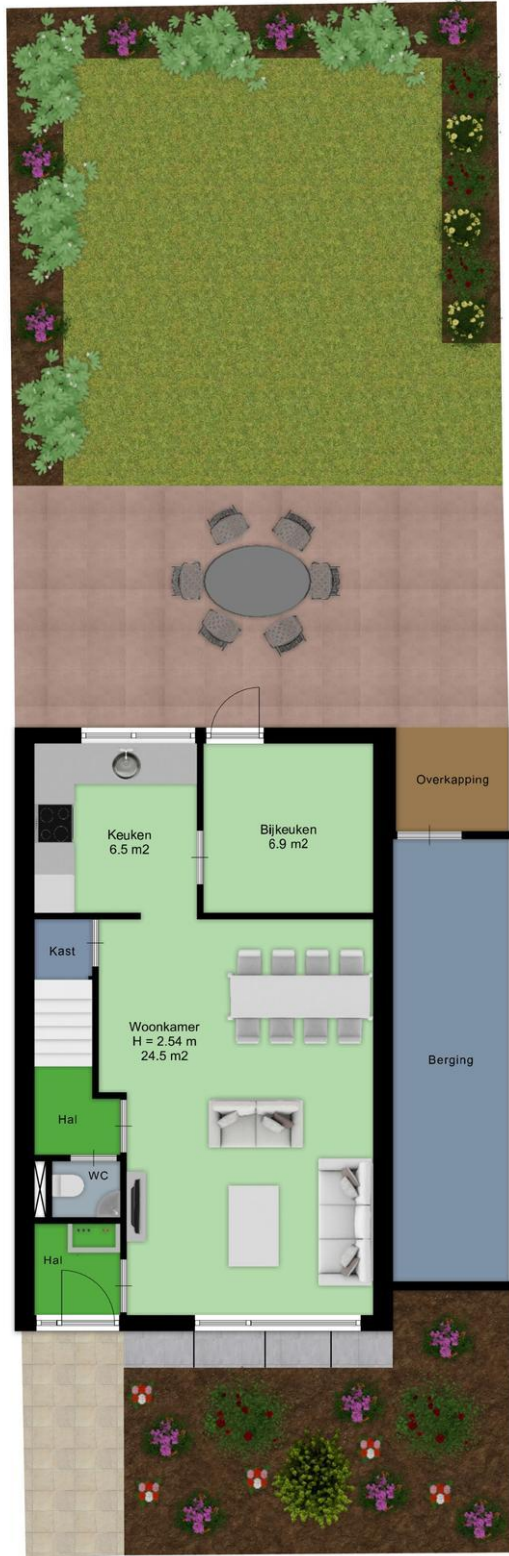 Overkapping
Keuken
6.5 m2
Bijkeuken
6.9 m2
Kast
Woonkamer
H = 2.54 m
24.5 m2
Berging
Hal
WC
Hal